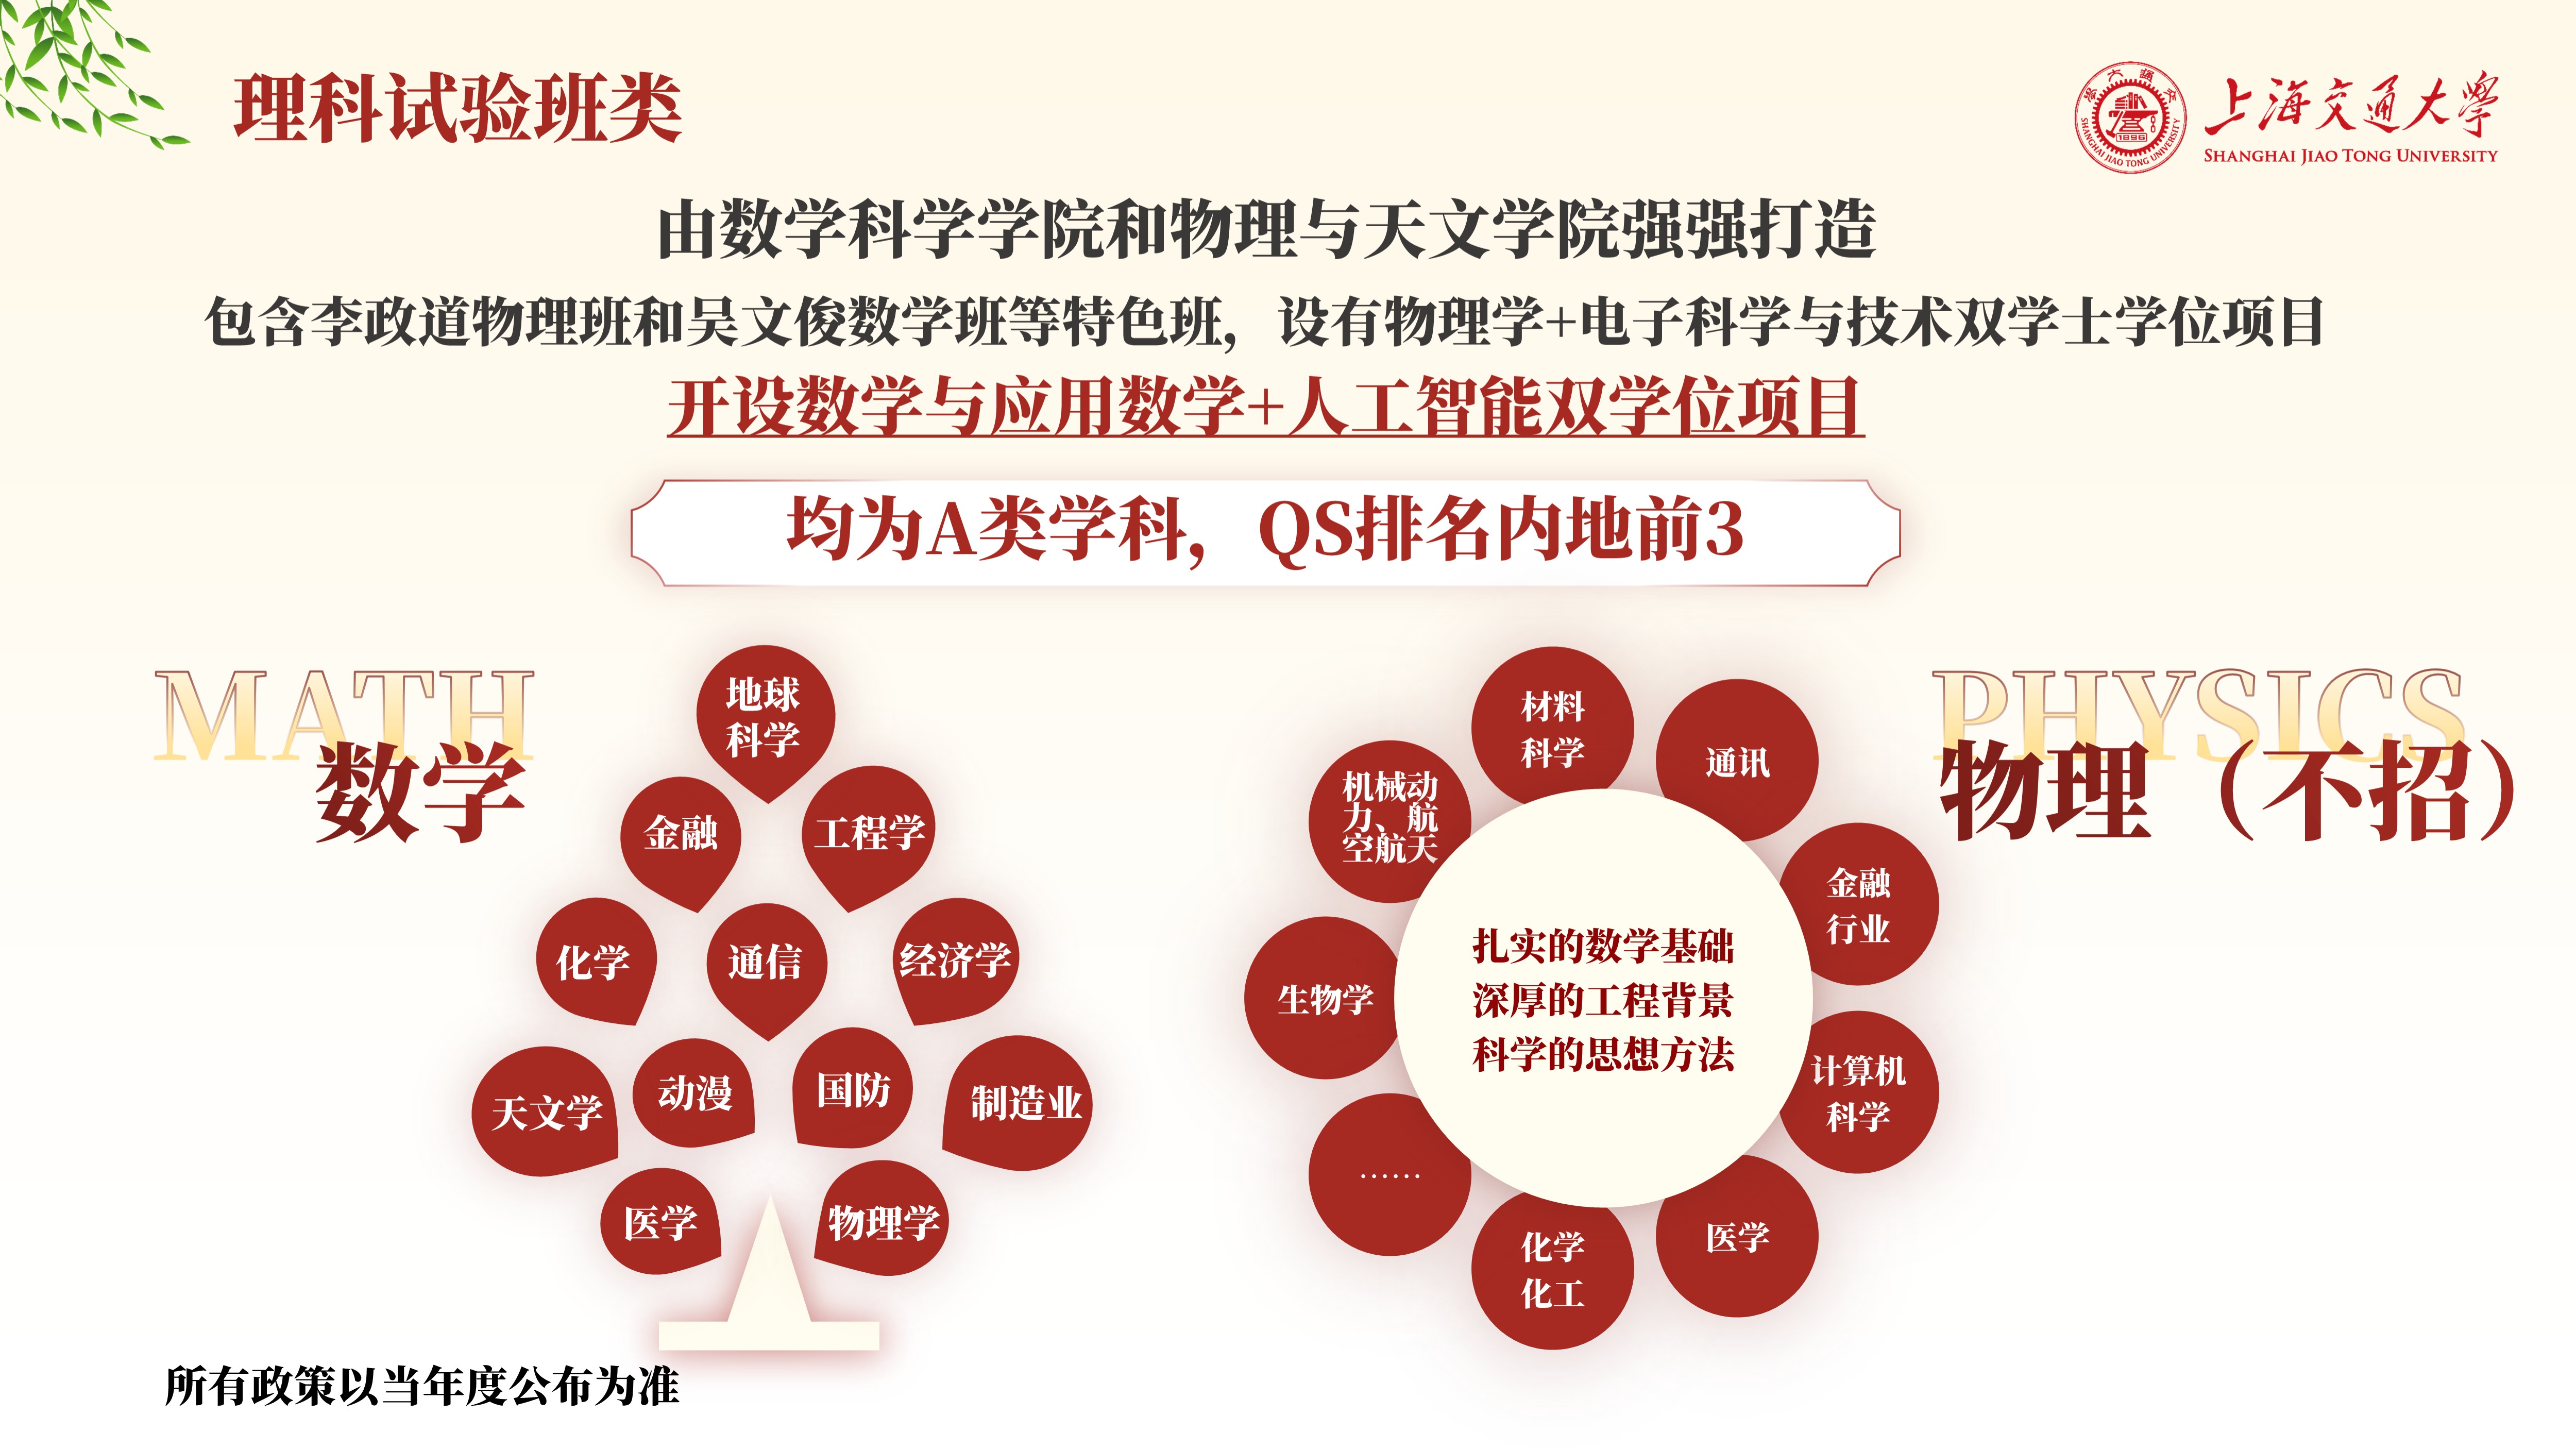 理科试验班类
上海交通大学
SHANGHAI JIAO TONG UNIVERSITY
1896
SHANGHAI JIAO TONG UNIVERSITY
由数学科学学院和物理与天文学院强强打造
包含李政道物理班和吴文俊数学班等特色班，设有物理学+电子科学与技术双学士学位项目
开设数学与应用数学+人工智能双学位项目
均为A类学科，QS排名内地前3
MATH
数学
地球
科学
金融
工程学
化学
通信
经济学
天文学
动漫
国防
制造业
医学
物理学
PHYSICS
物理（不招）
材料
科学
通讯
机械动
力、航
空航天
金融
行业
生物学
扎实的数学基础
深厚的工程背景
科学的思想方法
计算机
科学
……
化学
化工
医学
所有政策以当年度公布为准